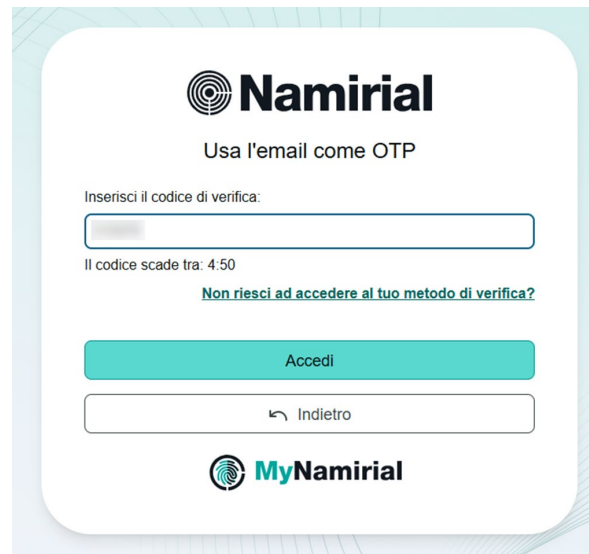 Namirial
Usa l'email come OTP
Inserisci il codice di verifica:
Il codice scade tra: 4:50
Non riesci ad accedere al tuo metodo di verifica?
Accedi
Indietro
MyNamirial